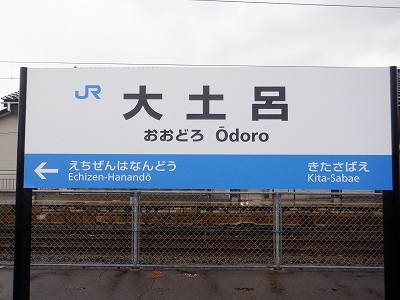 JR 大土呂
おおどろ Ōdoro
← えちぜんはなんどう きたさばえ
Echizen-Hanandō Kita-Sabae